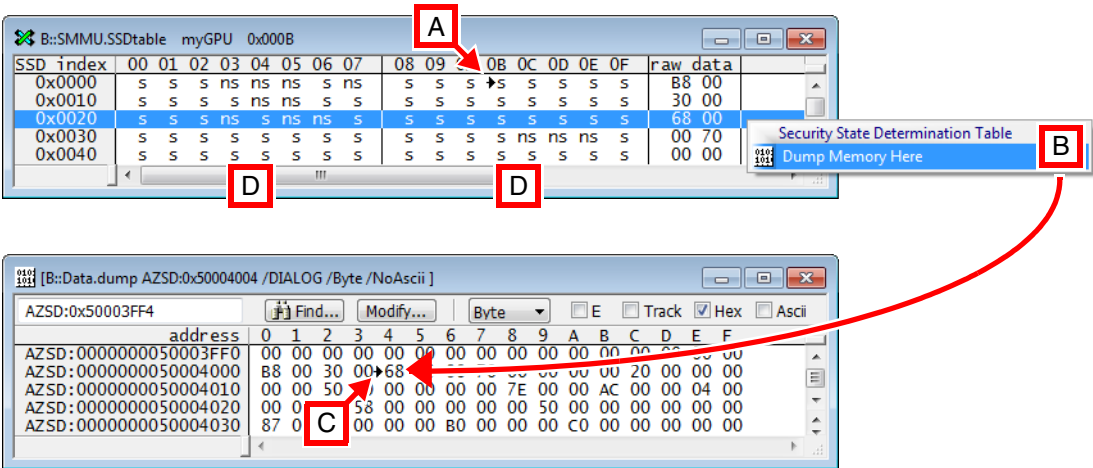 A
B::SMMU.SSDtable myGPU 0x000B
SSD index 00 01 02 03 04 05 06 07 08 09 0B 0C 0D 0E 0F raw data
0x0000 s s s ns ns ns s ns s s s s s s s s B8 00
0x0010 s s s s ns ns s s s s s s s s s 30 00
0x0020 s s s ns s ns ns s s s s s s s s s 68 00
0x0030 s s s s s s s s s s s s ns ns ns s 00 70
0x0040 s s s s s s s s s s s s s s s 00 00
Security State Determination Table
Dump Memory Here
B
D D
[B::Data.dump AZSD:0x50004004 /DIALOG /Byte /NoAscii ]
AZSD:0x50003FF4 Find... Modify... Byte E Track Hex Ascii
address 0 1 2 3 4 5 6 7 8 9 A B C D E F
AZSD:0000000050003FF0 00 00 00 00 00 00 00 00 00 00 00 00 00 00 00 00
AZSD:0000000050004000 B8 00 30 00 68 00 00 00 20 00 00 00
AZSD:0000000050004010 00 00 50 00 00 00 00 7E 00 00 AC 00 00 04 00
AZSD:0000000050004020 00 58 00 00 00 00 00 50 00 00 00 00 00 00
AZSD:0000000050004030 87 00 00 00 B0 00 00 00 C0 00 00 00 00 00
C